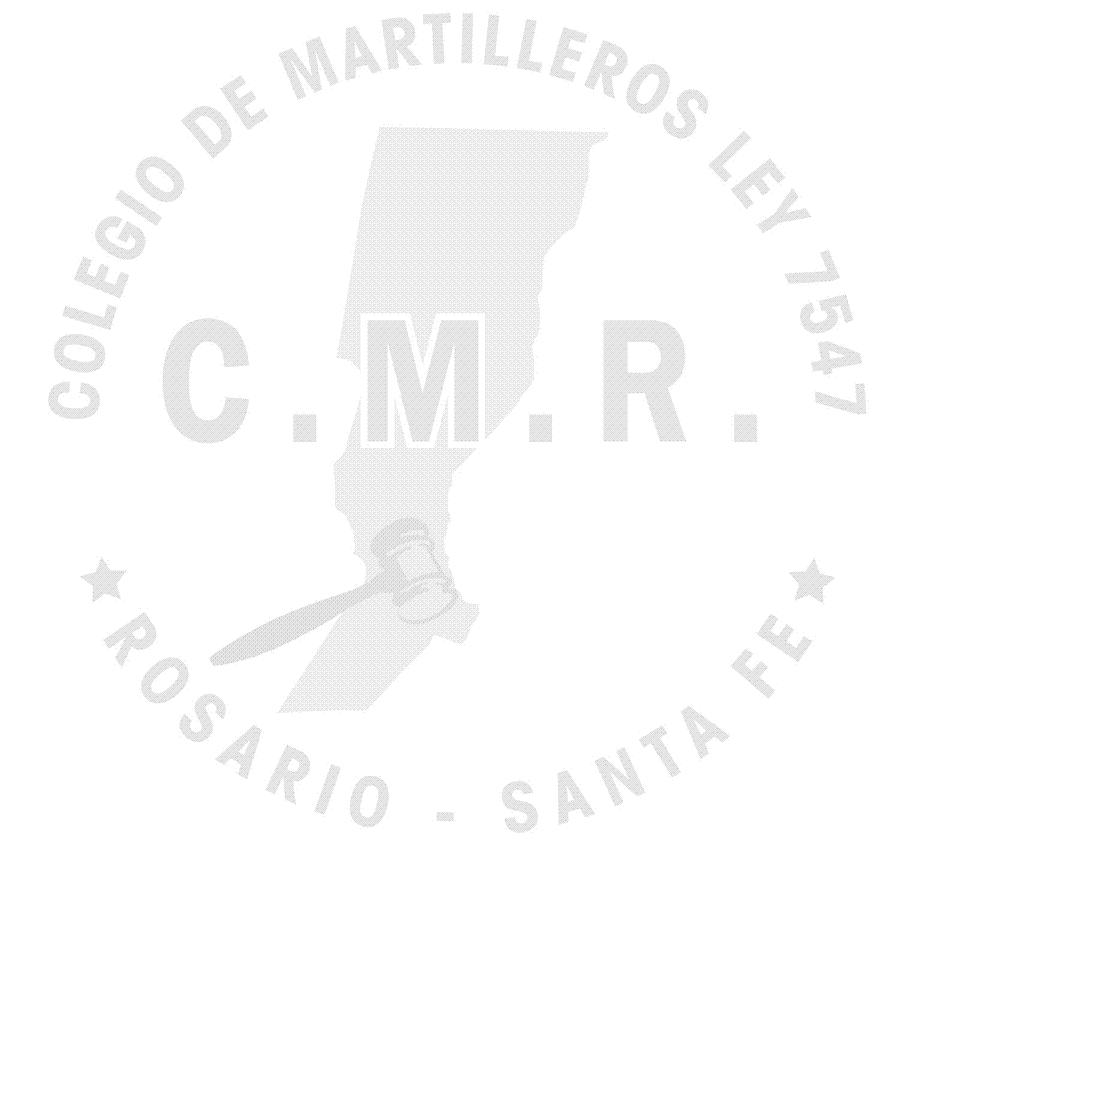 COLEGIO DE MARTILLEROS LEY 7547
C.M.R.
ROSARIO - SANTA FE